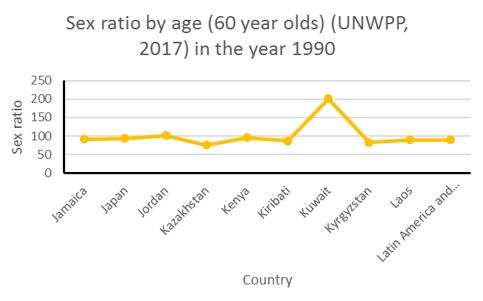 Sex ratio by age (60 year olds) (UNWPP,
2017) in the year 1990
250
200
150
100
50
0
Sex ratio
Jamaica
Japan
Jordan
Kazakhstan
Kenya
Kiribati
Kuwait
Kyrgyzstan
Laos
Latin America and...
Country